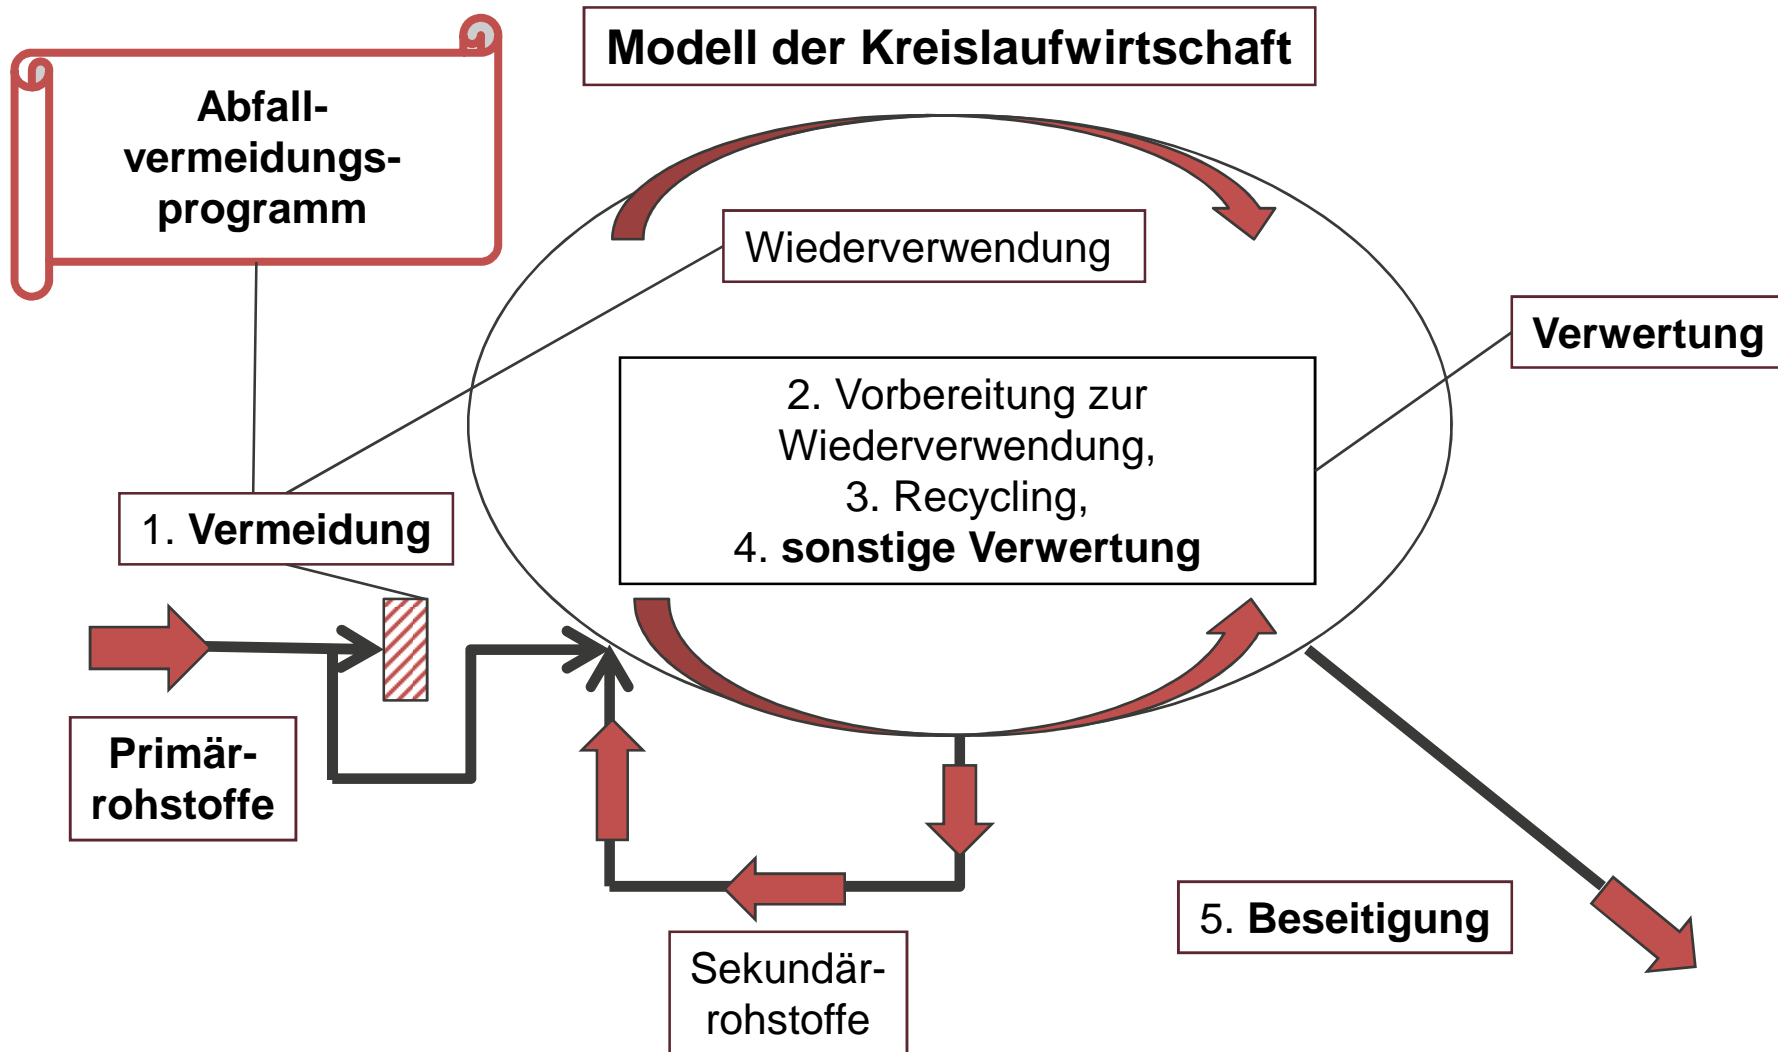 Modell der Kreislaufwirtschaft
Abfall-
vermeidungs-
programm
Wiederverwendung
Verwertung
2. Vorbereitung zur
Wiederverwendung,
3. Recycling,
4. sonstige Verwertung
1. Vermeidung
Primär-
rohstoffe
5. Beseitigung
Sekundär-
rohstoffe